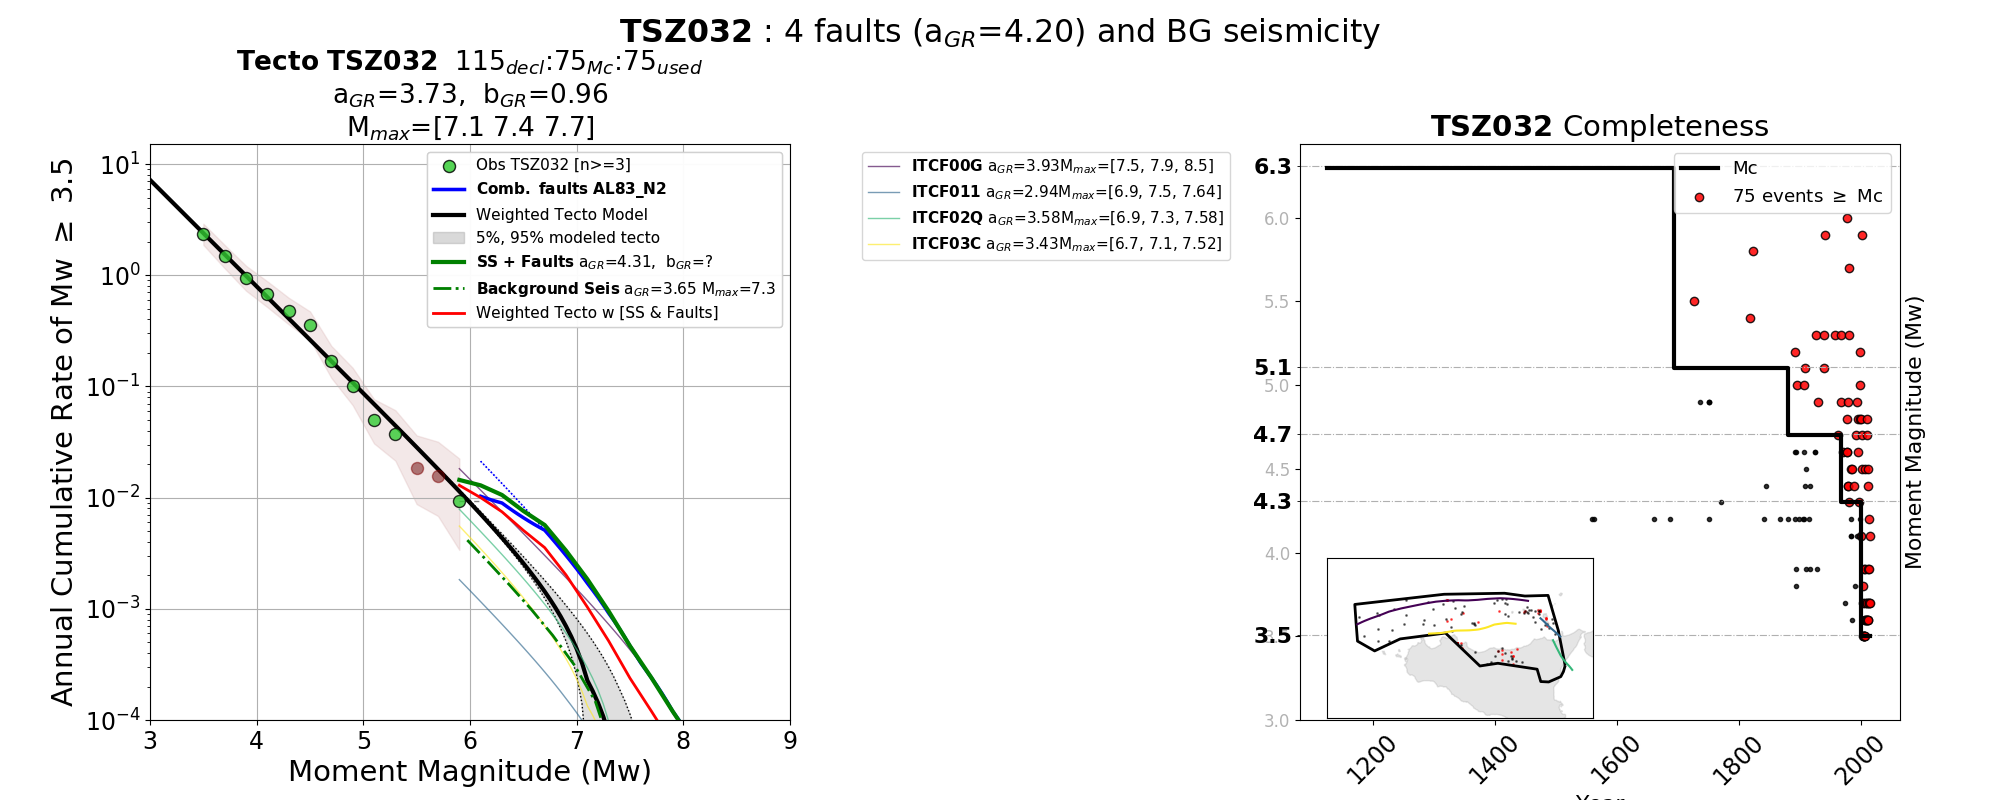 TSZ032 : 4 faults (aGR=4.20) and BG seismicity
Tecto TSZ032 115decl:75Mc:75used
aGR=3.73, bGR=0.96
Mmax=[7.1 7.4 7.7]
Annual Cumulative Rate of Mw ≥ 3.5
10^1
10^0
10^-1
10^-2
10^-3
10^-4
3 4 5 6 7 8 9
Moment Magnitude (Mw)
Obs TSZ032 [n>=3]
Comb. faults AL83_N2
Weighted Tecto Model
5%, 95% modeled tecto
SS + Faults aGR=4.31, bGR=?
Background Seis aGR=3.65 Mmax=7.3
Weighted Tecto w [SS & Faults]
ITCF00G aGR=3.93Mmax=[7.5, 7.9, 8.5]
ITCF011 aGR=2.94Mmax=[6.9, 7.5, 7.64]
ITCF02Q aGR=3.58Mmax=[6.9, 7.3, 7.58]
ITCF03C aGR=3.43Mmax=[6.7, 7.1, 7.52]
TSZ032 Completeness
Mc
75 events ≥ Mc
6.3
6.0
5.5
5.1
5.0
4.7
4.5
4.3
4.0
3.5
3.0
1200 1400 1600 1800 2000
Year
Moment Magnitude (Mw)